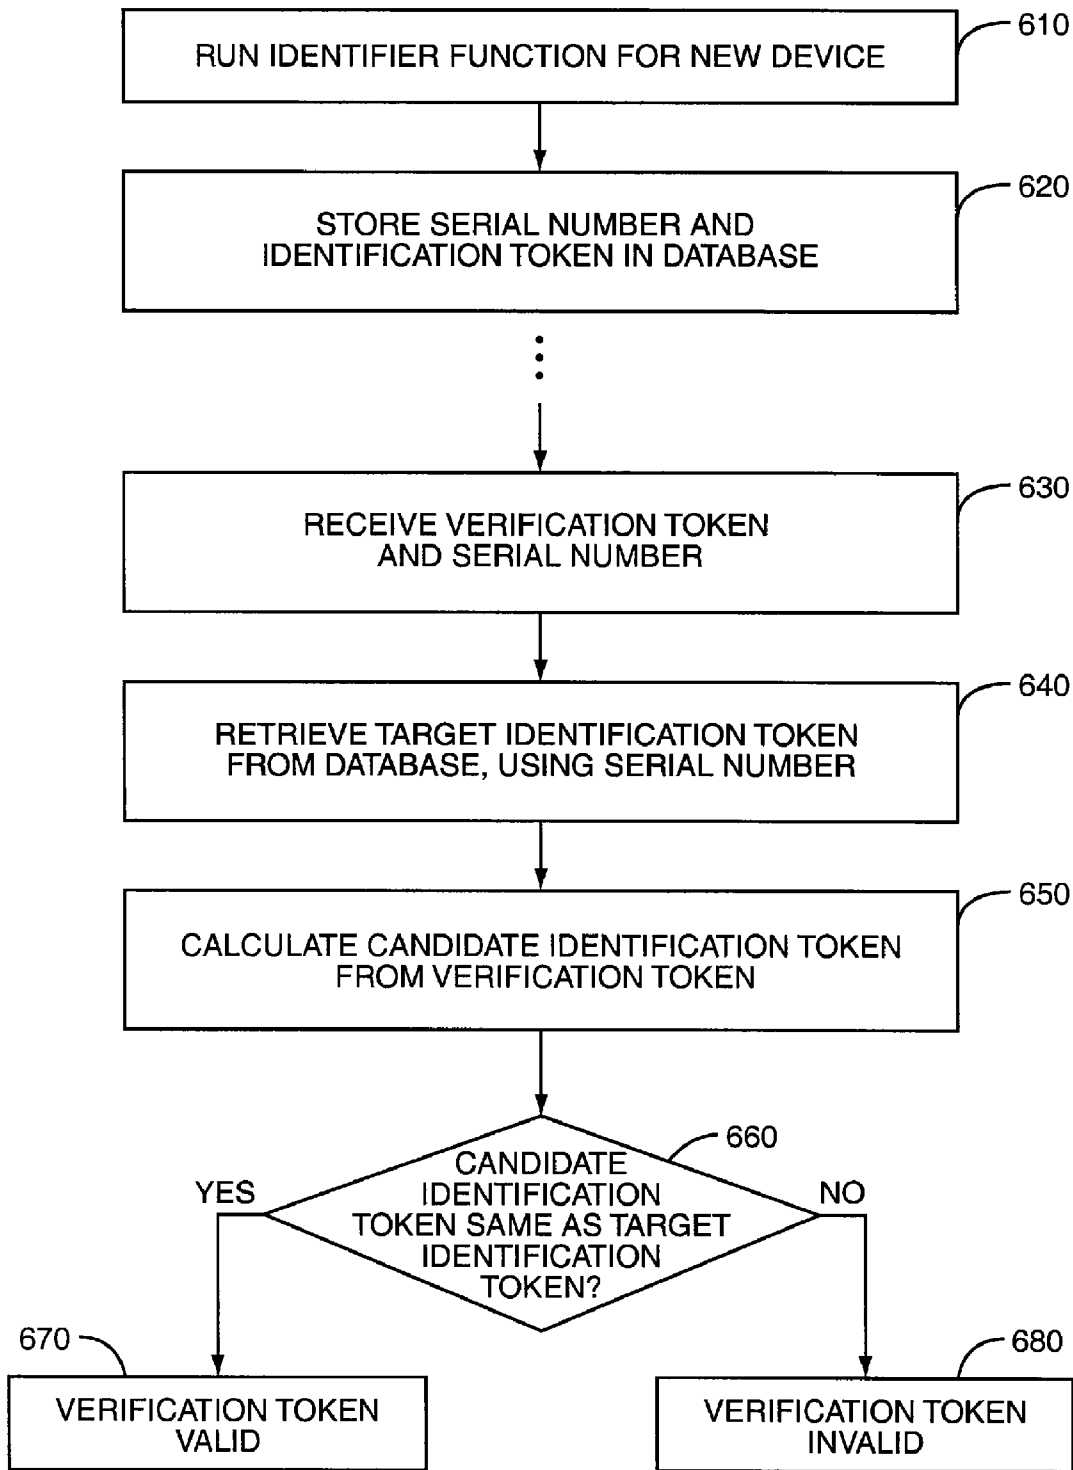 610
RUN IDENTIFIER FUNCTION FOR NEW DEVICE
620
STORE SERIAL NUMBER AND
IDENTIFICATION TOKEN IN DATABASE
630
RECEIVE VERIFICATION TOKEN
AND SERIAL NUMBER
640
RETRIEVE TARGET IDENTIFICATION TOKEN
FROM DATABASE, USING SERIAL NUMBER
650
CALCULATE CANDIDATE IDENTIFICATION TOKEN
FROM VERIFICATION TOKEN
660
CANDIDATE
IDENTIFICATION
TOKEN SAME AS TARGET
IDENTIFICATION
TOKEN?
YES
NO
670
VERIFICATION TOKEN
VALID
680
VERIFICATION TOKEN
INVALID